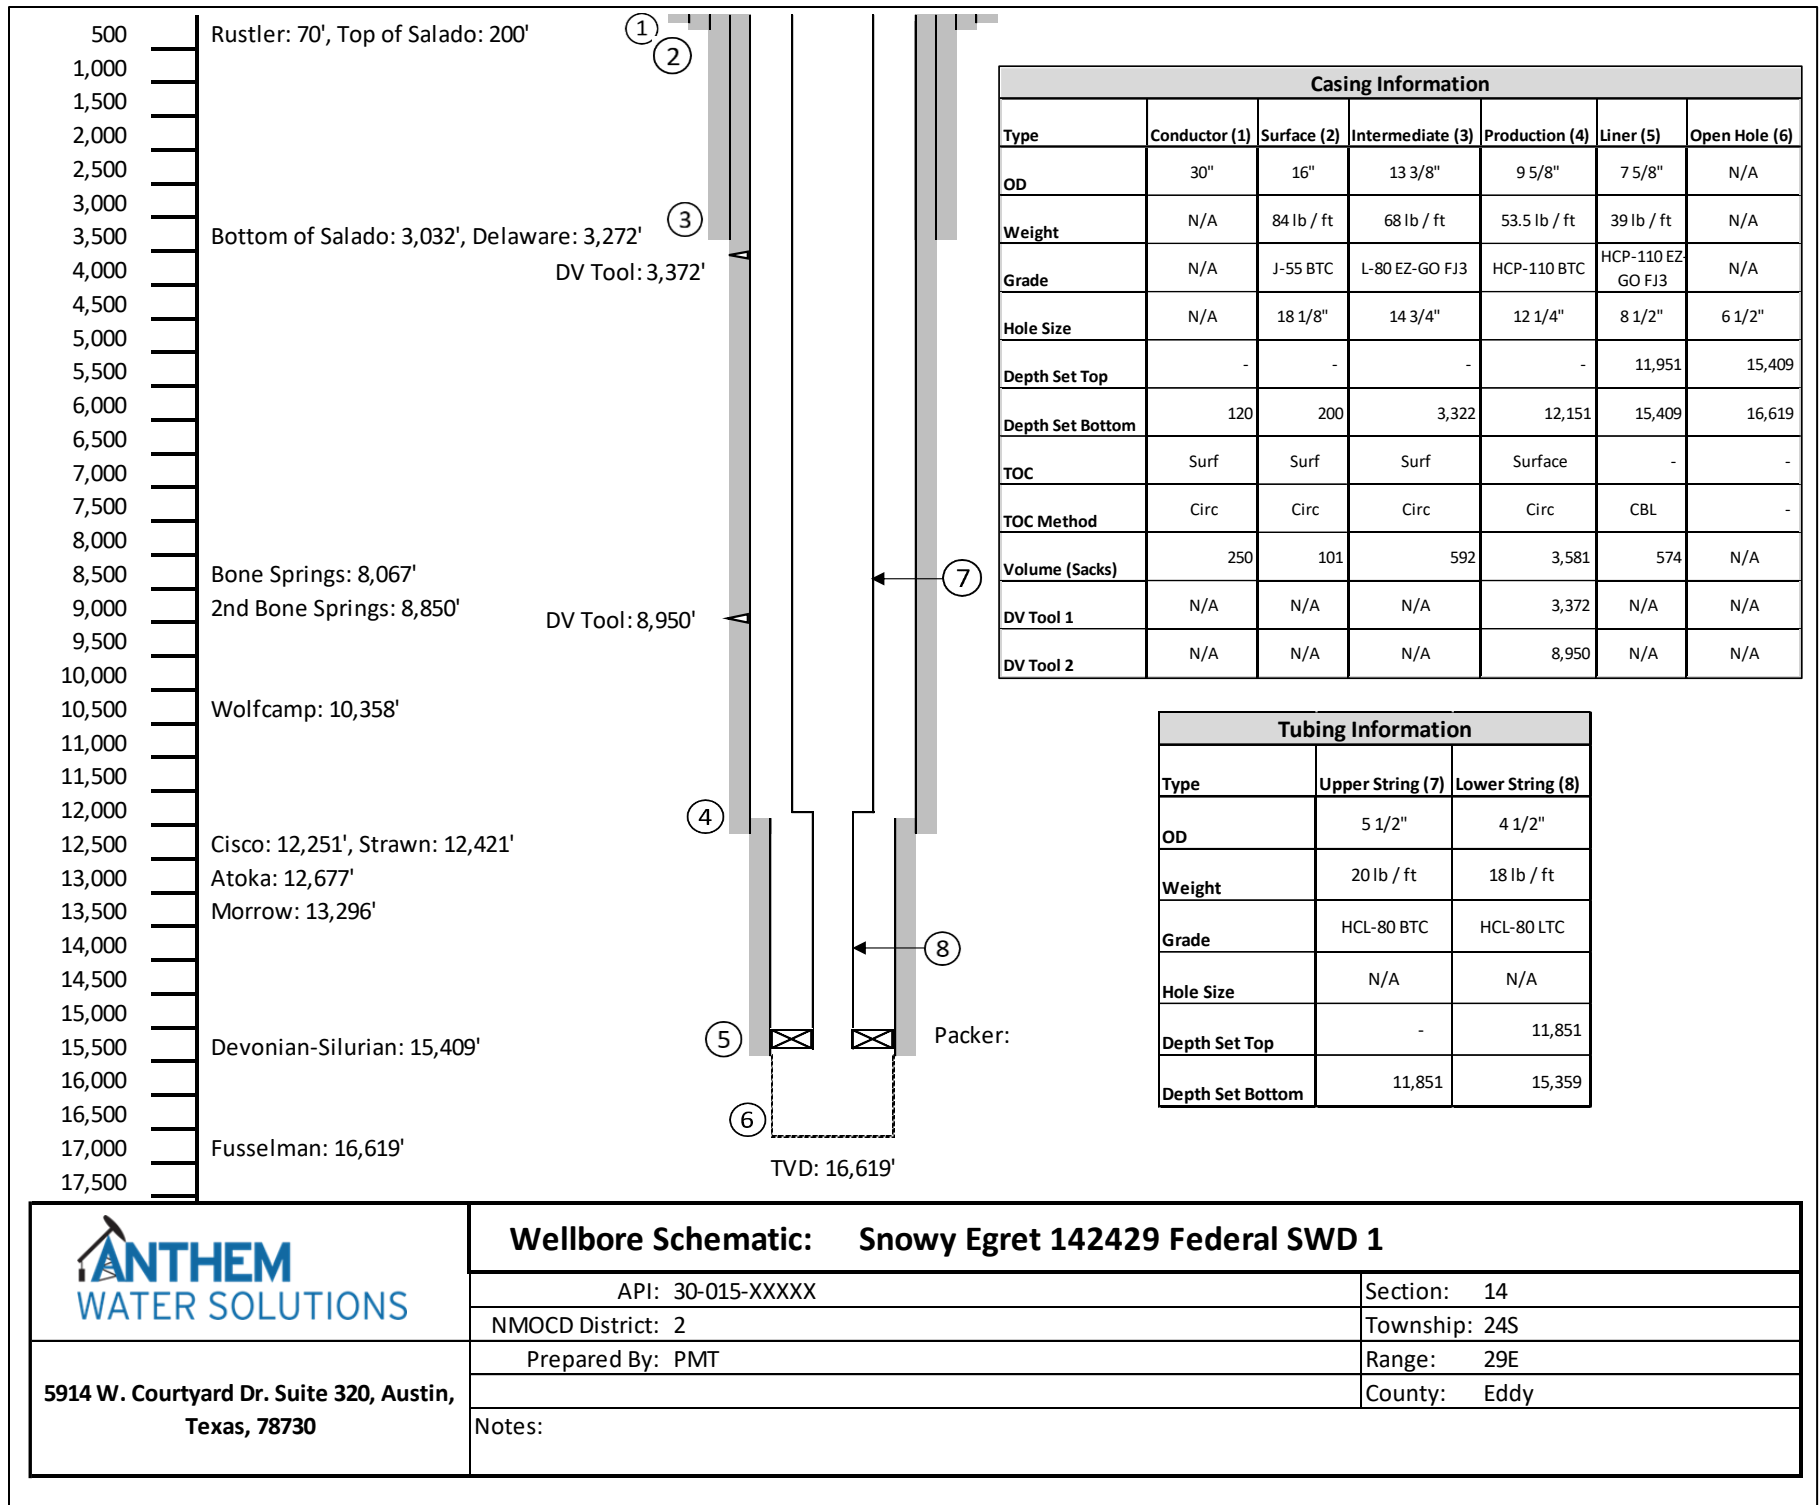 500 Rustler: 70', Top of Salado: 200'
1,000
1,500
2,000
2,500
3,000
3,500 Bottom of Salado: 3,032', Delaware: 3,272'
4,000 DV Tool: 3,372'
4,500
5,000
5,500
6,000
6,500
7,000
7,500
8,000
8,500 Bone Springs: 8,067'
9,000 2nd Bone Springs: 8,850'
DV Tool: 8,950'
9,500
10,000
10,500 Wolfcamp: 10,358'
11,000
11,500
12,000
12,500 Cisco: 12,251', Strawn: 12,421'
13,000 Atoka: 12,677'
13,500 Morrow: 13,296'
14,000
14,500
15,000
15,500 Devonian-Silurian: 15,409'
16,000
16,500
17,000 Fusselman: 16,619'
17,500
1
2
3
4
5
6
7
8
Packer:
TVD: 16,619'
Casing Information
Type Conductor (1) Surface (2) Intermediate (3) Production (4) Liner (5) Open Hole (6)
OD 30" 16" 13 3/8" 9 5/8" 7 5/8" N/A
Weight N/A 84 lb / ft 68 lb / ft 53.5 lb / ft 39 lb / ft N/A
Grade N/A J-55 BTC L-80 EZ-GO FJ3 HCP-110 BTC HCP-110 EZ-GO FJ3 N/A
Hole Size N/A 18 1/8" 14 3/4" 12 1/4" 8 1/2" 6 1/2"
Depth Set Top - - - - 11,951 15,409
Depth Set Bottom 120 200 3,322 12,151 15,409 16,619
TOC Surf Surf Surf Surface - -
TOC Method Circ Circ Circ Circ CBL -
Volume (Sacks) 250 101 592 3,581 574 N/A
DV Tool 1 N/A N/A N/A 3,372 N/A N/A
DV Tool 2 N/A N/A N/A 8,950 N/A N/A
Tubing Information
Type Upper String (7) Lower String (8)
OD 5 1/2" 4 1/2"
Weight 20 lb / ft 18 lb / ft
Grade HCL-80 BTC HCL-80 LTC
Hole Size N/A N/A
Depth Set Top - 11,851
Depth Set Bottom 11,851 15,359
ANTHEM
WATER SOLUTIONS
5914 W. Courtyard Dr. Suite 320, Austin,
Texas, 78730
Wellbore Schematic: Snowy Egret 142429 Federal SWD 1
API: 30-015-XXXXX Section: 14
NMOCD District: 2 Township: 24S
Prepared By: PMT Range: 29E
County: Eddy
Notes: